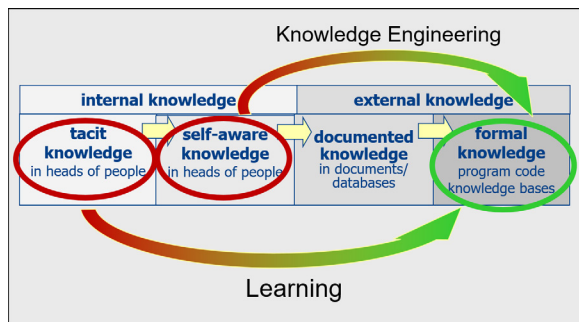 Knowledge Engineering
internal knowledge
external knowledge
tacit
knowledge
in heads of people
self-aware
knowledge
in heads of people
documented
knowledge
in documents/
databases
formal
knowledge
program code
knowledge bases
Learning